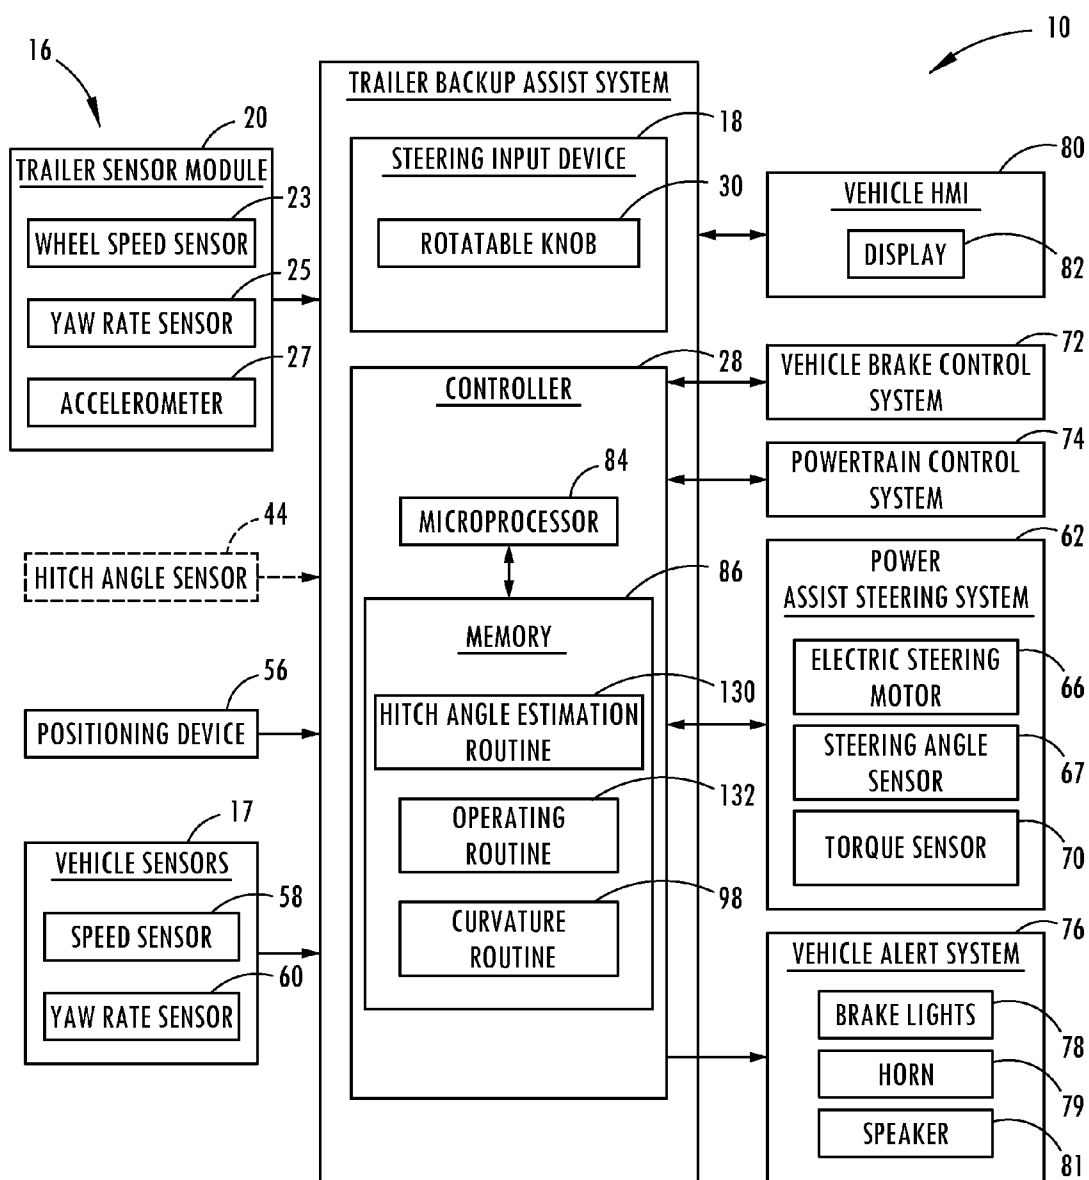 16
10
TRAILER BACKUP ASSIST SYSTEM
20
TRAILER SENSOR MODULE
23
WHEEL SPEED SENSOR
25
YAW RATE SENSOR
27
ACCELEROMETER
44
HITCH ANGLE SENSOR
56
POSITIONING DEVICE
17
VEHICLE SENSORS
58
SPEED SENSOR
60
YAW RATE SENSOR
18
STEERING INPUT DEVICE
30
ROTATABLE KNOB
28
CONTROLLER
84
MICROPROCESSOR
86
MEMORY
130
HITCH ANGLE ESTIMATION
ROUTINE
132
OPERATING
ROUTINE
98
CURVATURE
ROUTINE
80
VEHICLE HMI
DISPLAY
82
72
VEHICLE BRAKE CONTROL
SYSTEM
74
POWERTRAIN CONTROL
SYSTEM
62
POWER
ASSIST STEERING SYSTEM
ELECTRIC STEERING
MOTOR
66
STEERING ANGLE
SENSOR
67
TORQUE SENSOR
70
76
VEHICLE ALERT SYSTEM
BRAKE LIGHTS
78
HORN
79
SPEAKER
81